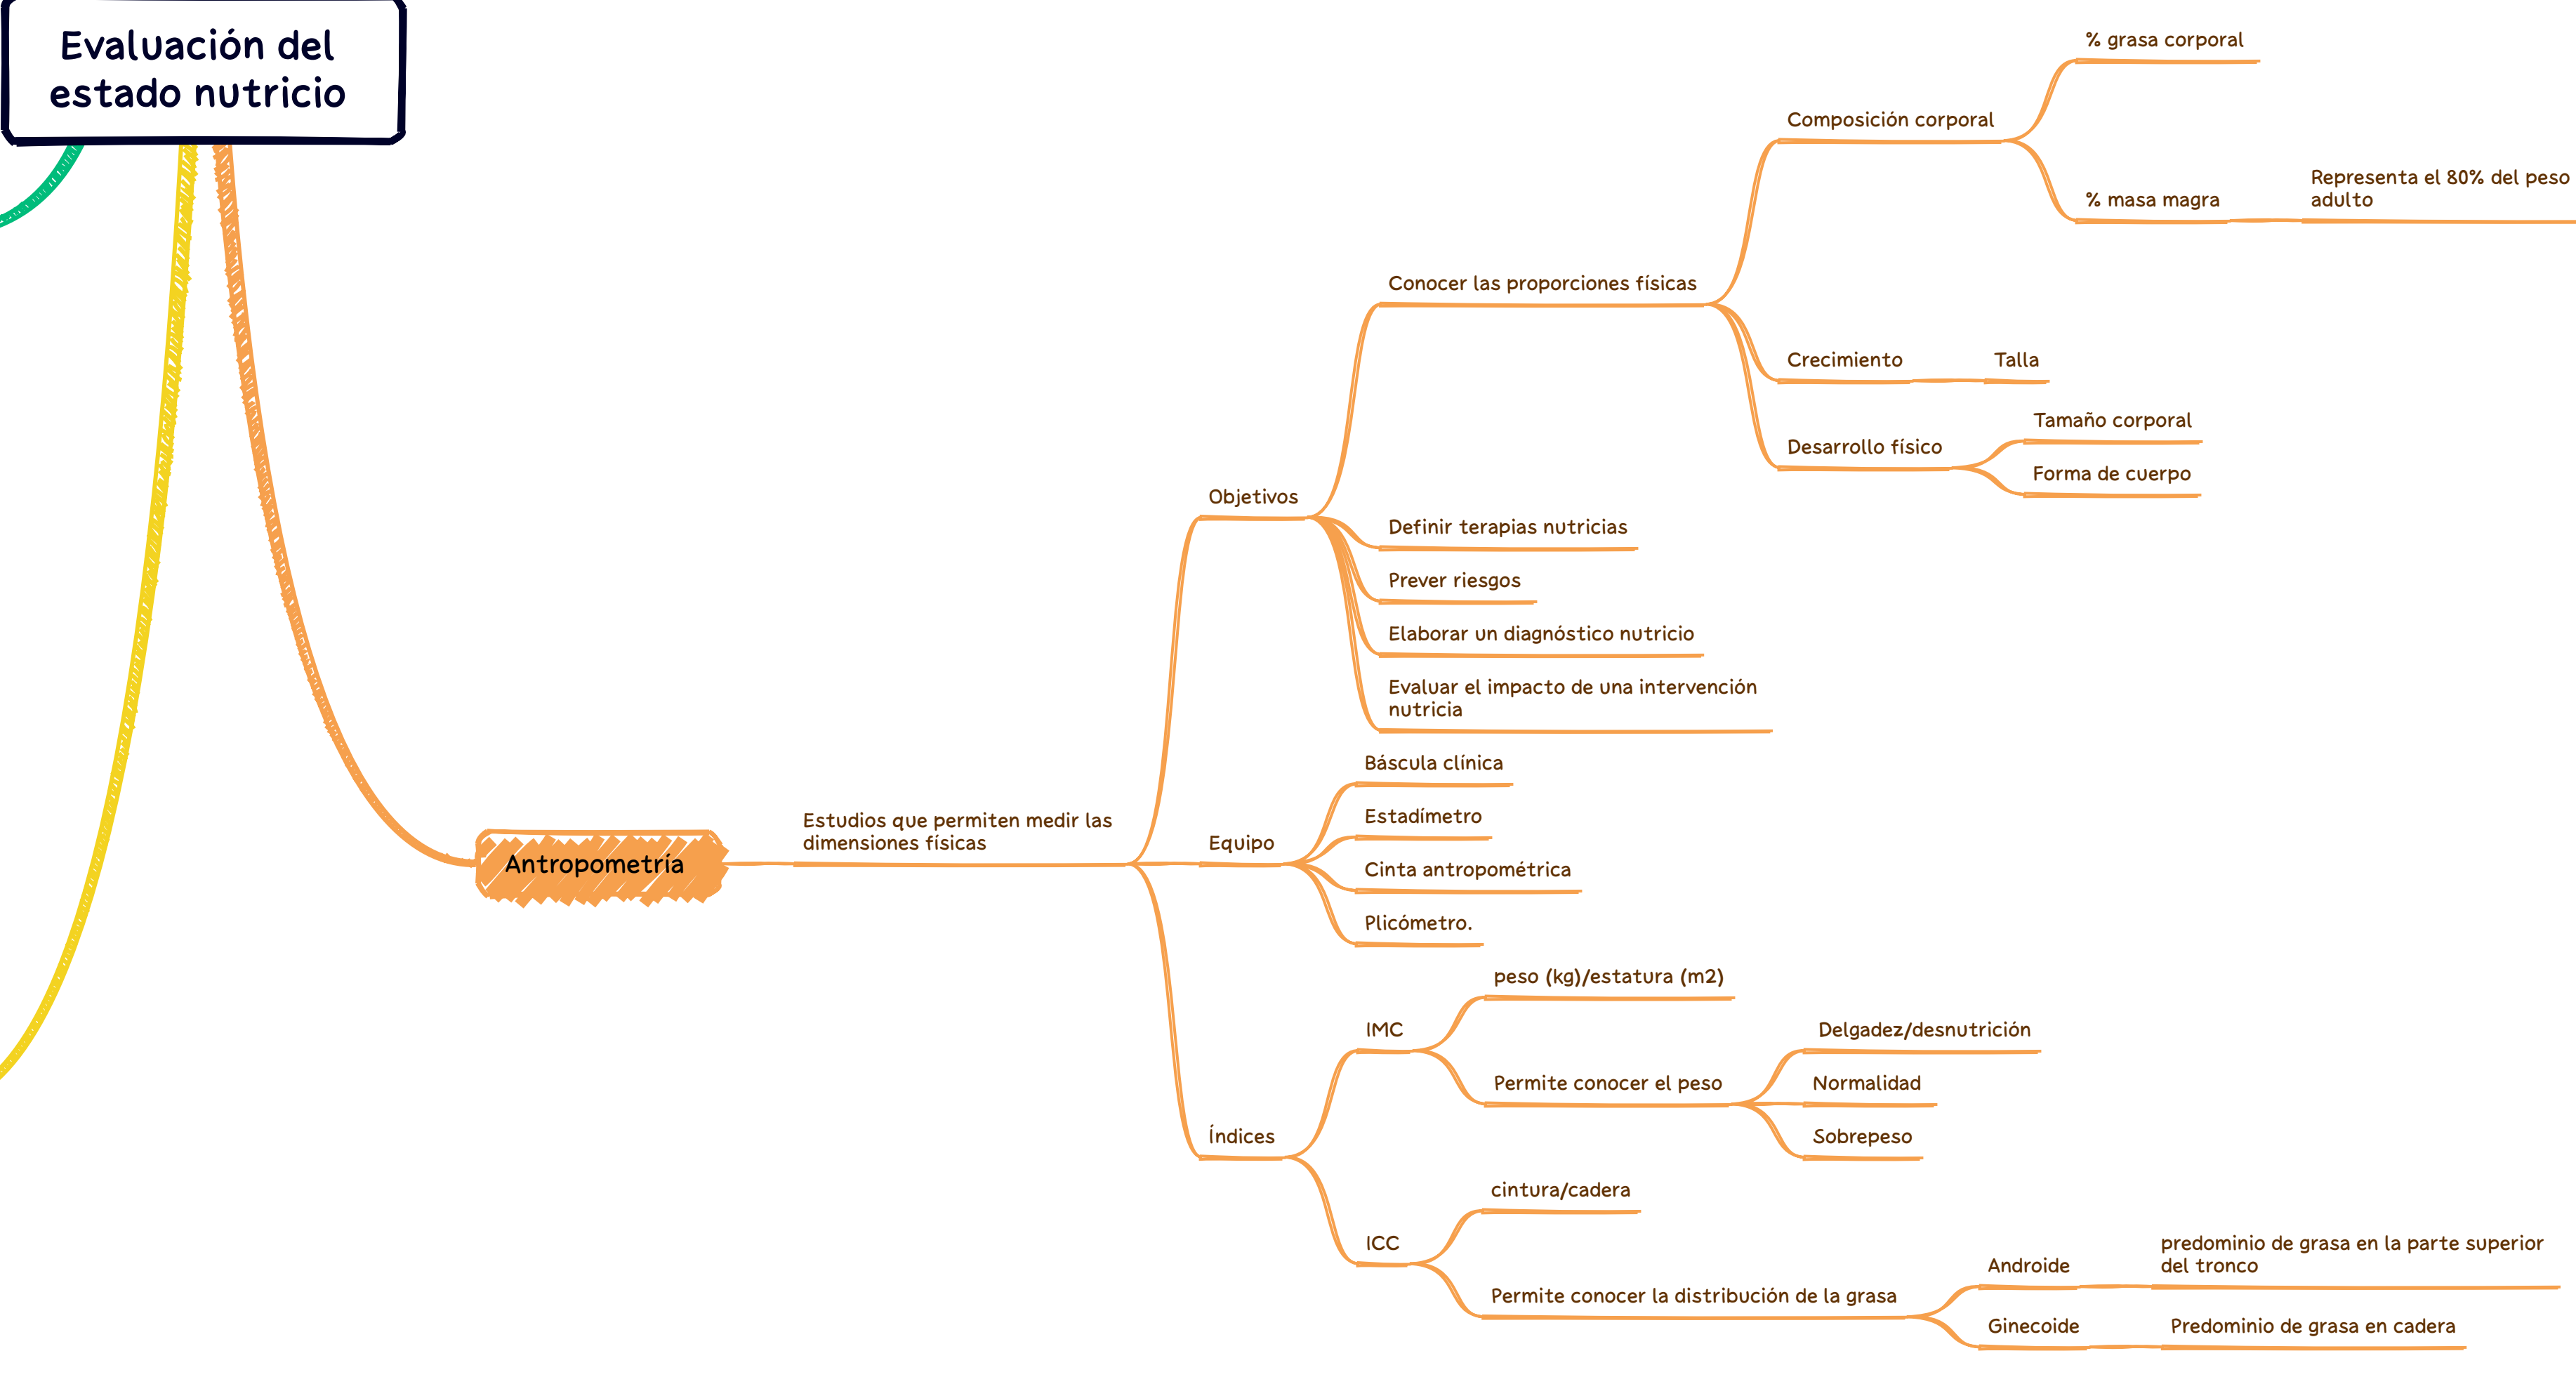 Evaluación del
estado nutricio
% grasa corporal
Composición corporal
Representa el 80% del peso
adulto
% masa magra
Conocer las proporciones físicas
Crecimiento
Talla
Tamaño corporal
Desarrollo físico
Forma de cuerpo
Objetivos
Definir terapias nutricias
Prever riesgos
Elaborar un diagnóstico nutricio
Evaluar el impacto de una intervención
nutricia
Báscula clínica
Estadímetro
Estudios que permiten medir las
dimensiones físicas
Equipo
Antropometría
Cinta antropométrica
Plicómetro.
peso (kg)/estatura (m2)
IMC
Delgadez/desnutrición
Permite conocer el peso
Normalidad
Sobrepeso
Índices
cintura/cadera
ICC
predominio de grasa en la parte superior
del tronco
Androide
Permite conocer la distribución de la grasa
Ginecoide
Predominio de grasa en cadera